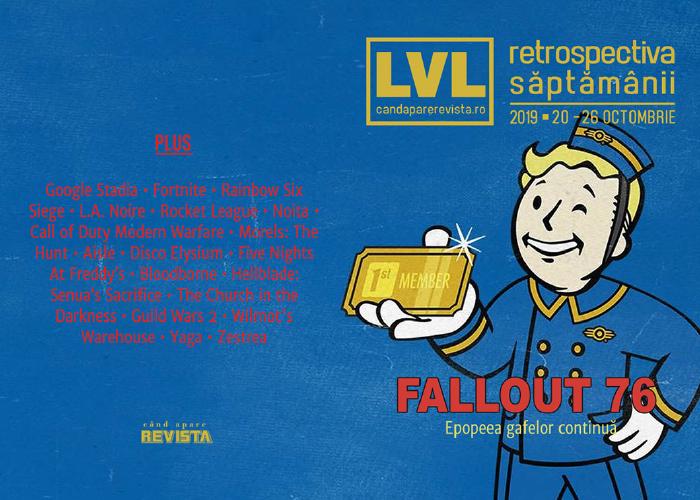 LVL
candaparerevista.ro
retrospectiva
săptămânii
2019 ▪ 20 - 26 OCTOMBRIE
PLUS
Google Stadia • Fortnite • Rainbow Six
Siege • L.A. Noire • Rocket League • Noita •
Call of Duty Modern Warfare • Morels: The
Hunt • • Disco Elysium • Five Nights
At Freddy's • Bloodborne • Hellblade:
Senua's Sacrifice • The Church in the
Darkness • Guild Wars 2 • Wilmot's
Warehouse • Yaga • Zestrea
1st MEMBER
FALLOUT 76
Epopeea gafelor continuă
când apare
REVISTA